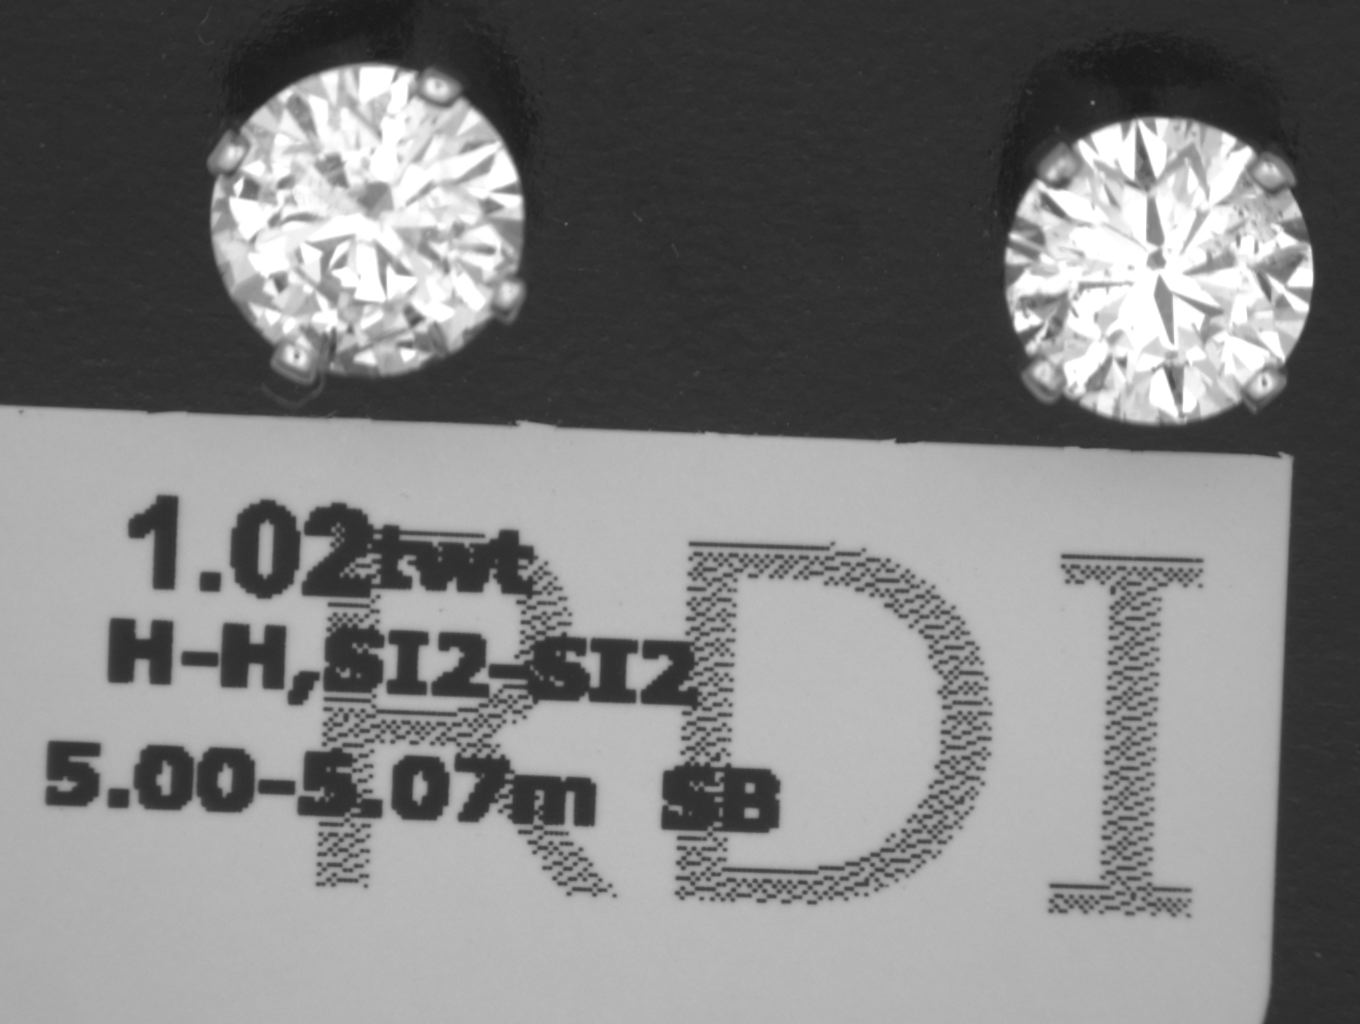 1.02twt
H-H,SI2-SI2
5.00-5.07m SB
RDI